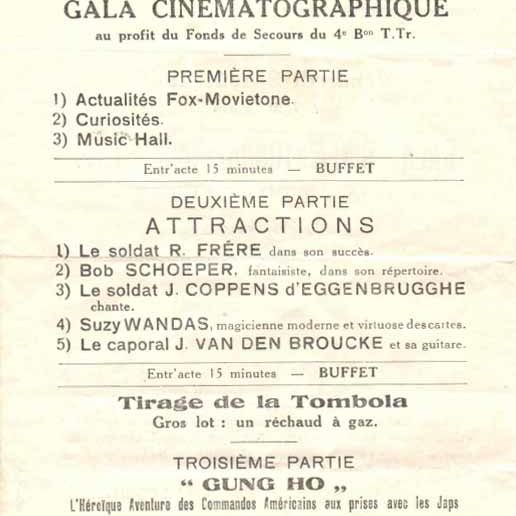 GALA CINÉMATOGRAPHIQUE
au profit du Fonds de Secours du 4e Bon T.Tr.
PREMIÈRE PARTIE
1) Actualités Fox-Movietone.
2) Curiosités.
3) Music Hall.
Entr'acte 15 minutes — BUFFET
DEUXIÈME PARTIE
ATTRACTIONS
1) Le soldat R. FRÉRE dans son succès.
2) Bob SCHOEPER, fantaisiste, dans son répertoire.
3) Le soldat J. COPPENS d'EGGENBRUGGHE
chante.
4) Suzy WANDAS, magicienne moderne et virtuose des cartes.
5) Le caporal J. VAN DEN BROUCKE et sa guitare.
Entr'acte 15 minutes — BUFFET
Tirage de la Tombola
Gros lot : un réchaud à gaz.
TROISIÈME PARTIE
“ GUNG HO „
L'Héroïque Aventure des Commandos Américains aux prises avec les Japs